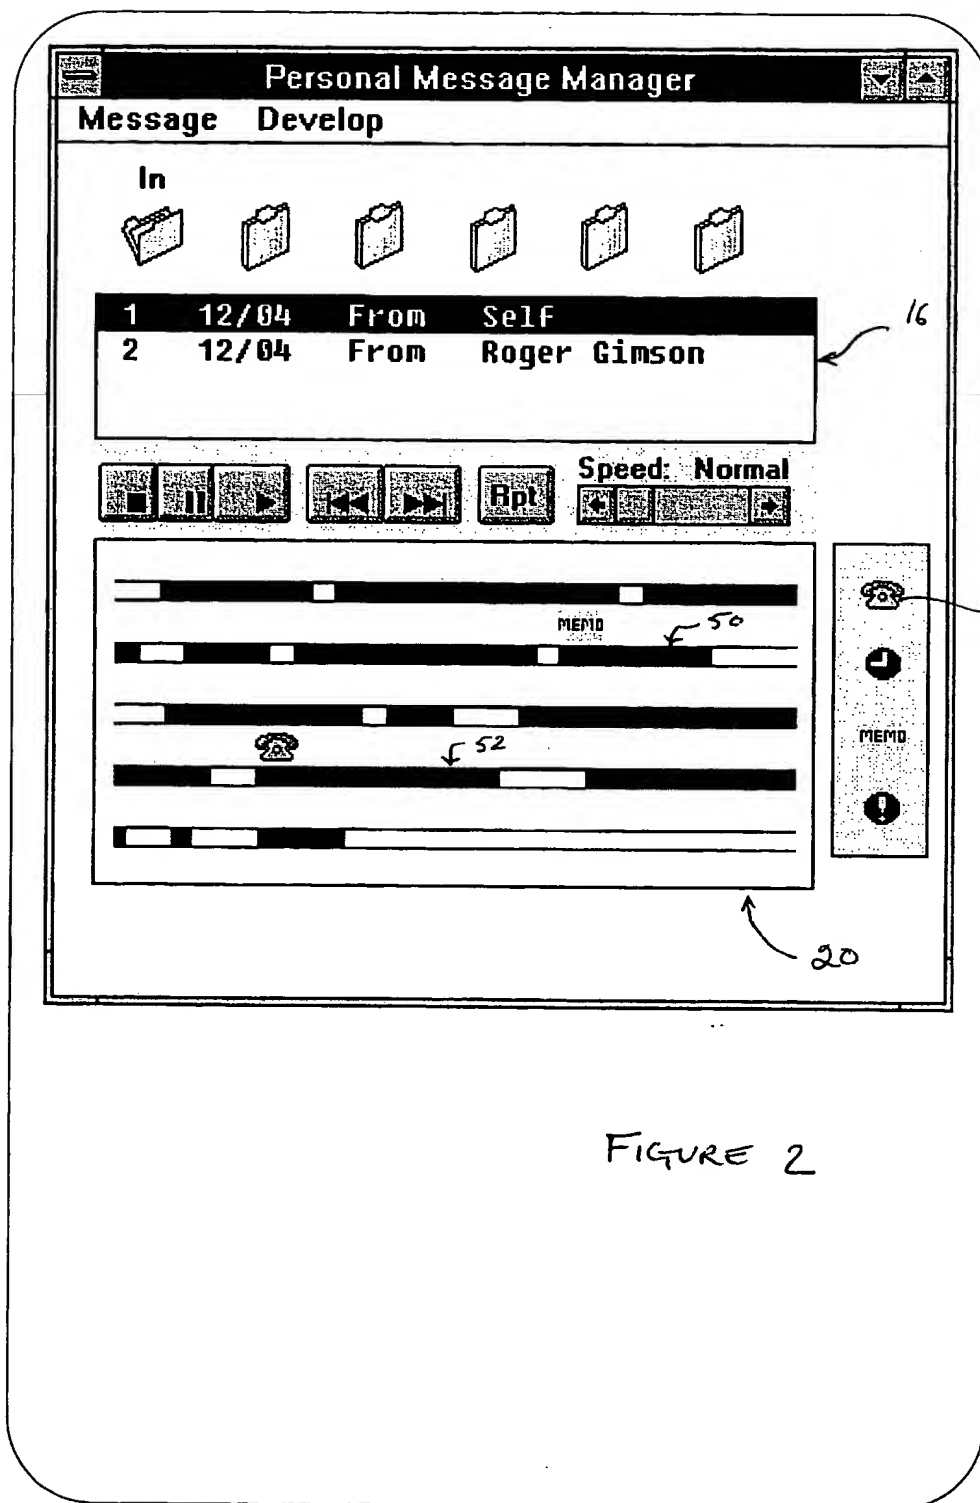 Personal Message Manager
Message Develop
In
1 12/04 From Self
2 12/04 From Roger Gimson
16
Rpt
Speed: Normal
MEMO
50
MEMO
52
20
FIGURE 2